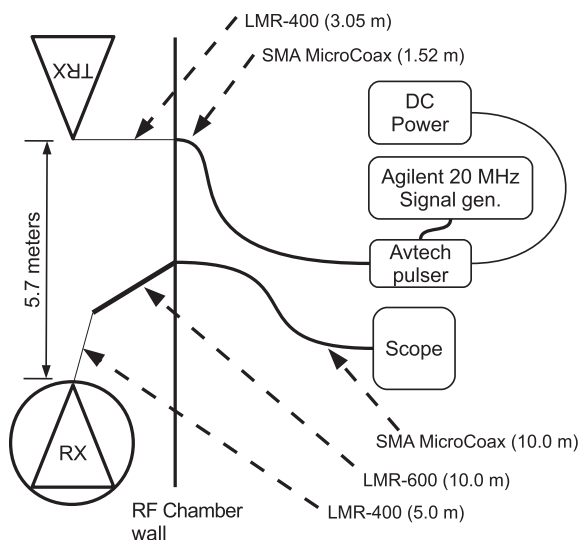 LMR-400 (3.05 m)
SMA MicroCoax (1.52 m)
TRX
DC
Power
Agilent 20 MHz
Signal gen.
Avtech
pulser
5.7 meters
Scope
RX
SMA MicroCoax (10.0 m)
LMR-600 (10.0 m)
LMR-400 (5.0 m)
RF Chamber
wall